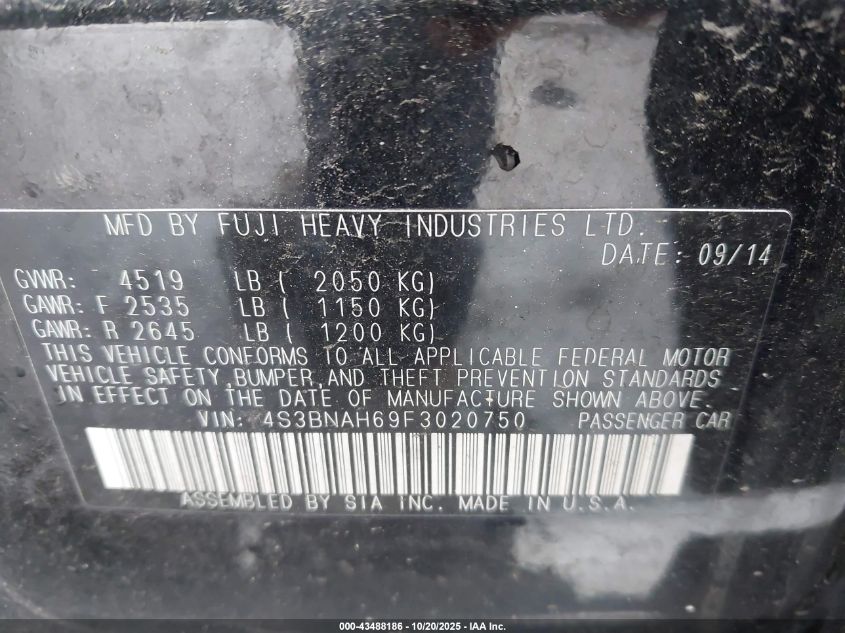 MFD BY FUJI HEAVY INDUSTRIES LTD.
DATE: 09/14
GVWR: 4519 LB ( 2050 KG)
GAWR: F 2535 LB ( 1150 KG)
GAWR: R 2645 LB ( 1200 KG)
THIS VEHICLE CONFORMS TO ALL APPLICABLE FEDERAL MOTOR
VEHICLE SAFETY,BUMPER,AND THEFT PREVENTION STANDARDS
IN EFFECT ON THE DATE OF MANUFACTURE SHOWN ABOVE.
VIN: 4S3BNAH69F3020750 PASSENGER CAR
ASSEMBLED BY SIA INC. MADE IN U.S.A.
000-43488186 - 10/20/2025 - IAA Inc.